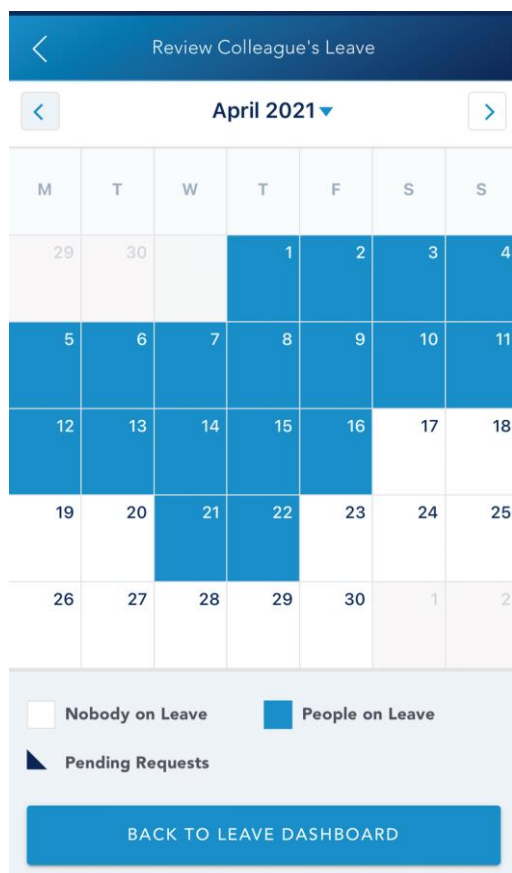 Review Colleague's Leave
April 2021
M T W T F S S
29 30 1 2 3 4
5 6 7 8 9 10 11
12 13 14 15 16 17 18
19 20 21 22 23 24 25
26 27 28 29 30 1 2
Nobody on Leave People on Leave
Pending Requests
BACK TO LEAVE DASHBOARD